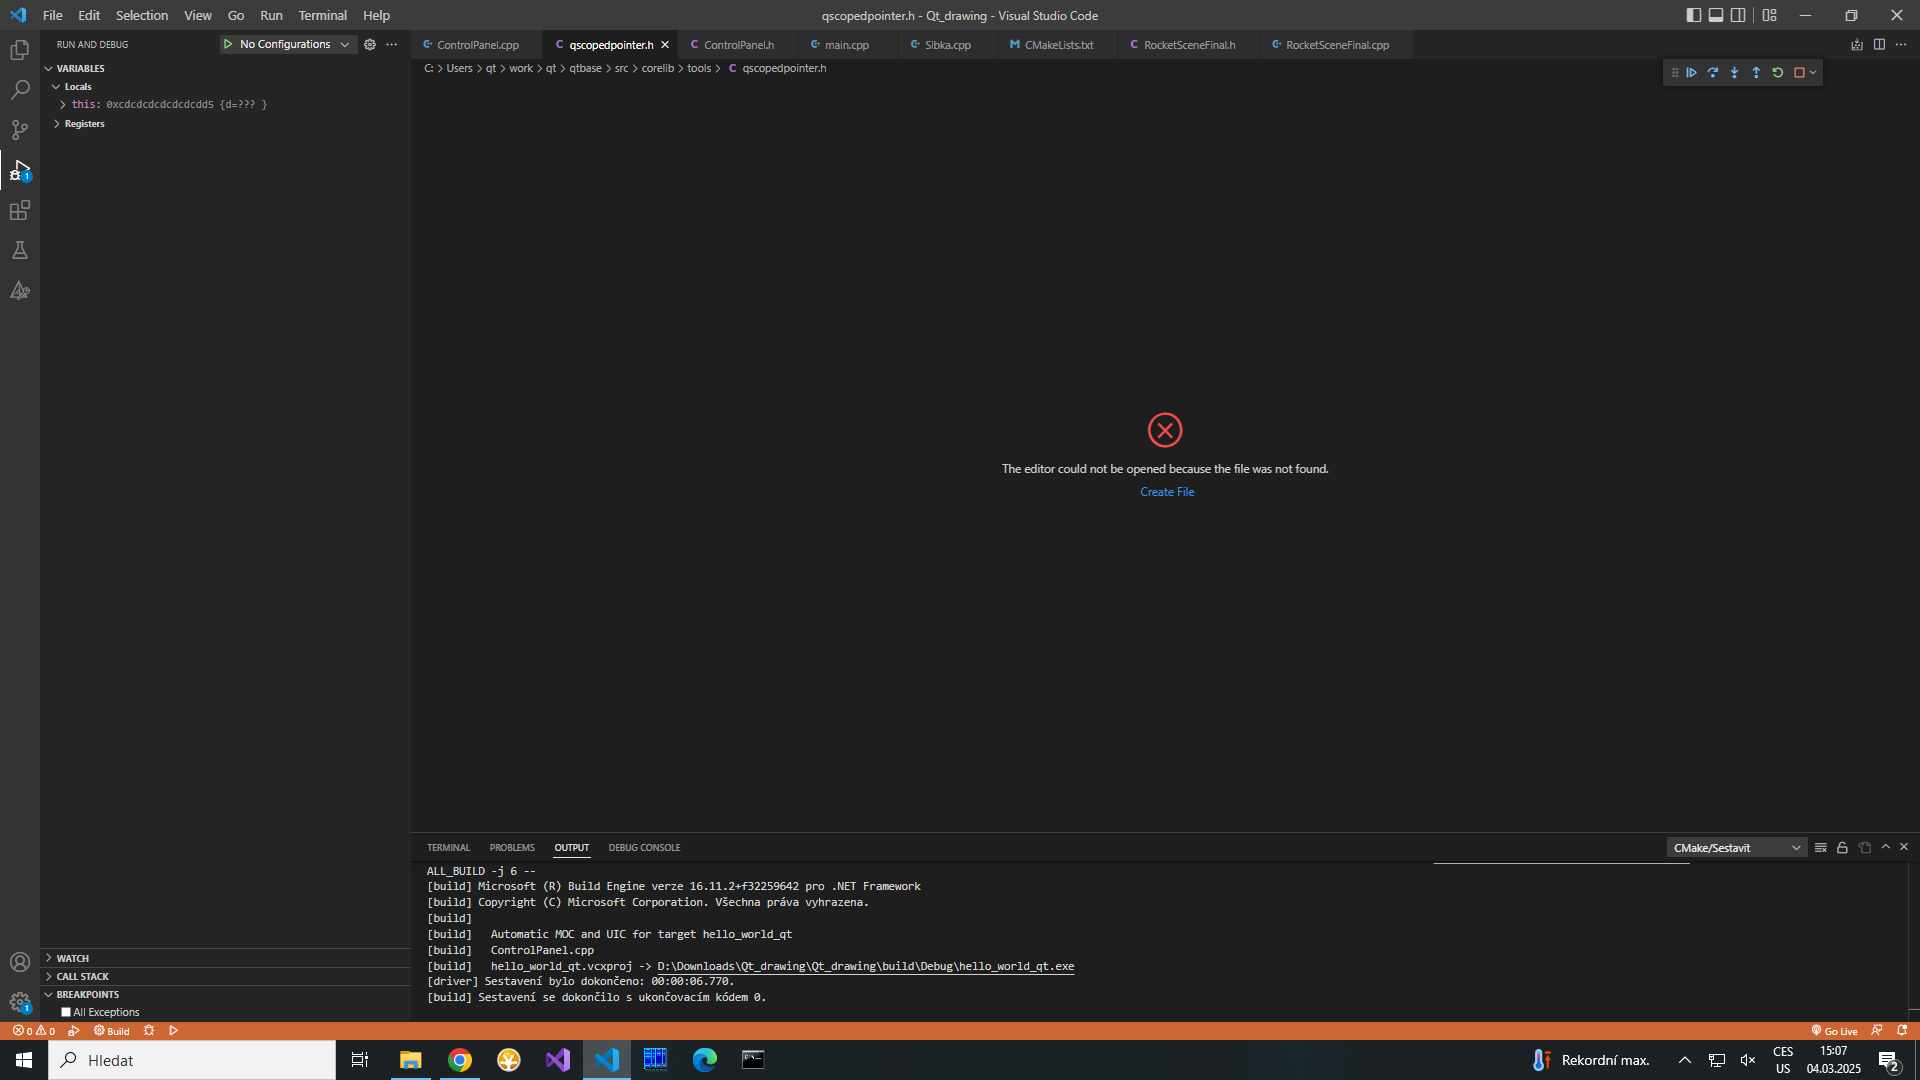 File Edit Selection View Go Run Terminal Help
qscopedpointer.h - Qt_drawing - Visual Studio Code
RUN AND DEBUG
No Configurations
ControlPanel.cpp
qscopedpointer.h
ControlPanel.h
main.cpp
Sibka.cpp
CMakeLists.txt
RocketSceneFinal.h
RocketSceneFinal.cpp
C: > Users > qt > work > qt > qtbase > src > corelib > tools > C qscopedpointer.h
VARIABLES
Locals
this: 0xcdcdcdcdcdcdcdd5 {d=??? }
Registers
The editor could not be opened because the file was not found.
Create File
TERMINAL PROBLEMS OUTPUT DEBUG CONSOLE
CMake/Sestavit
ALL_BUILD -j 6 --
[build] Microsoft (R) Build Engine verze 16.11.2+f32259642 pro .NET Framework
[build] Copyright (C) Microsoft Corporation. Všechna práva vyhrazena.
[build]
[build]   Automatic MOC and UIC for target hello_world_qt
[build]   ControlPanel.cpp
[build]   hello_world_qt.vcxproj -> D:\Downloads\Qt_drawing\Qt_drawing\build\Debug\hello_world_qt.exe
[driver] Sestavení bylo dokončeno: 00:00:06.770.
[build] Sestavení se dokončilo s ukončovacím kódem 0.
WATCH
CALL STACK
BREAKPOINTS
All Exceptions
0 0 Build
Go Live
Hledat
Rekordní max.
CES
US
15:07
04.03.2025
2